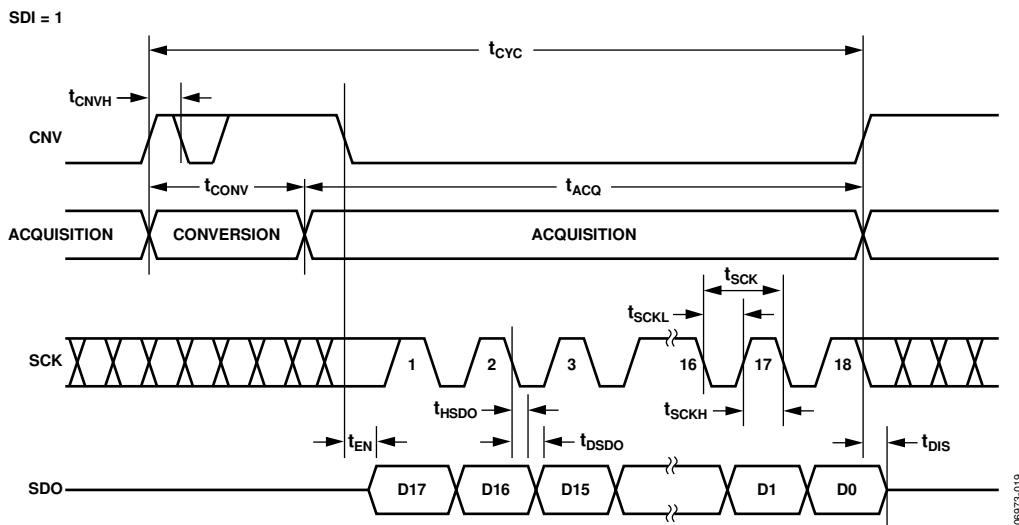 SDI = 1
tCYC
tCNVH
CNV
tCONV
tACQ
ACQUISITION
CONVERSION
ACQUISITION
tSCK
tSCKL
SCK
1
2
3
16
17
18
tHSDO
tSCKH
tEN
tDSDO
tDIS
SDO
D17
D16
D15
D1
D0
06973-019